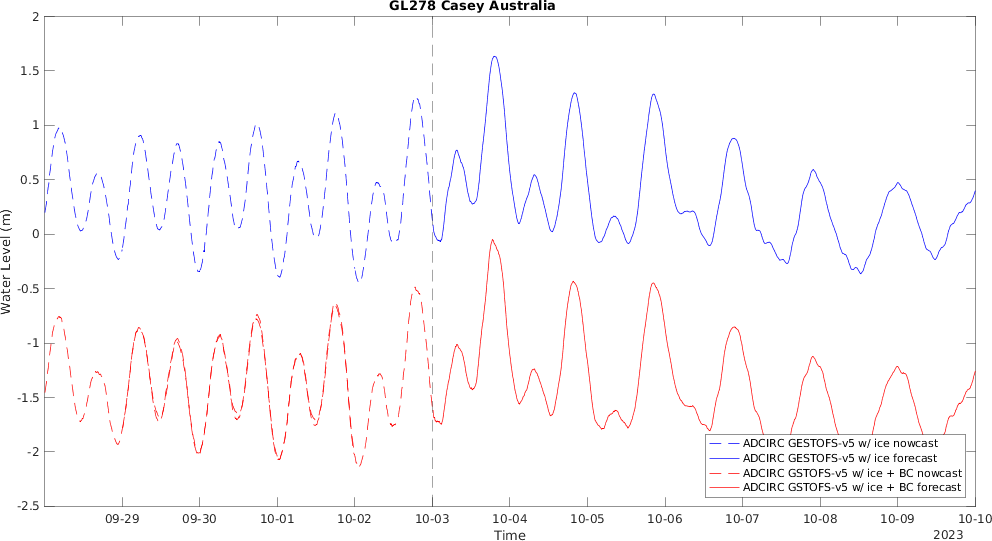 GL278 Casey Australia
2
1.5
1
0.5
0
-0.5
-1
-1.5
-2
-2.5
Water Level (m)
ADCIRC GESTOFS-v5 w/ ice nowcast
ADCIRC GESTOFS-v5 w/ ice forecast
ADCIRC GSTOFS-v5 w/ ice + BC nowcast
ADCIRC GSTOFS-v5 w/ ice + BC forecast
09-29 09-30 10-01 10-02 10-03 10-04 10-05 10-06 10-07 10-08 10-09 10-10
Time
2023